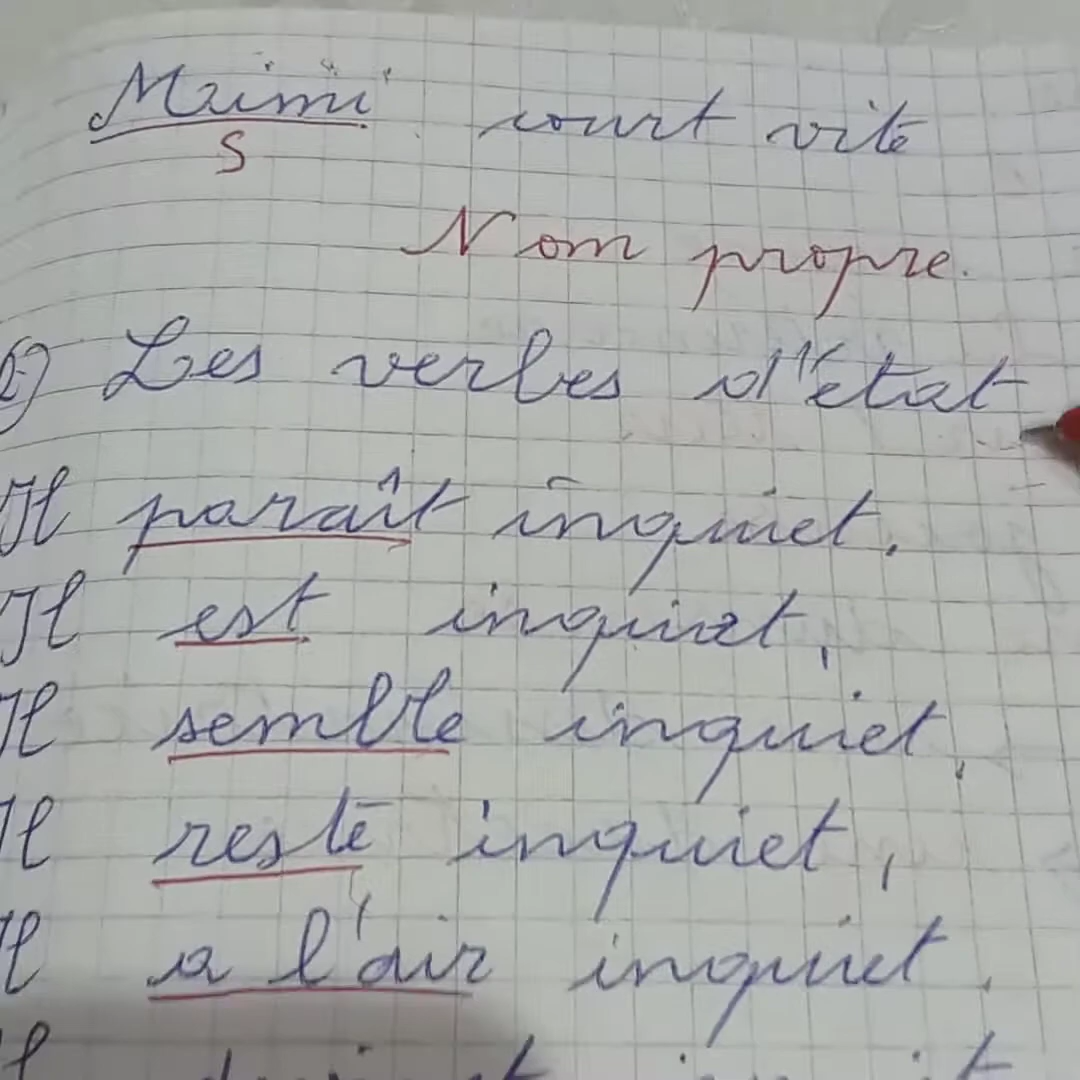 Mimi court vite
S
Nom propre.
Les verbes d'état
Il paraît inquiet.
Il est inquiet,
Il semble inquiet,
Il reste inquiet,
Il a l'air inquiet.
Il